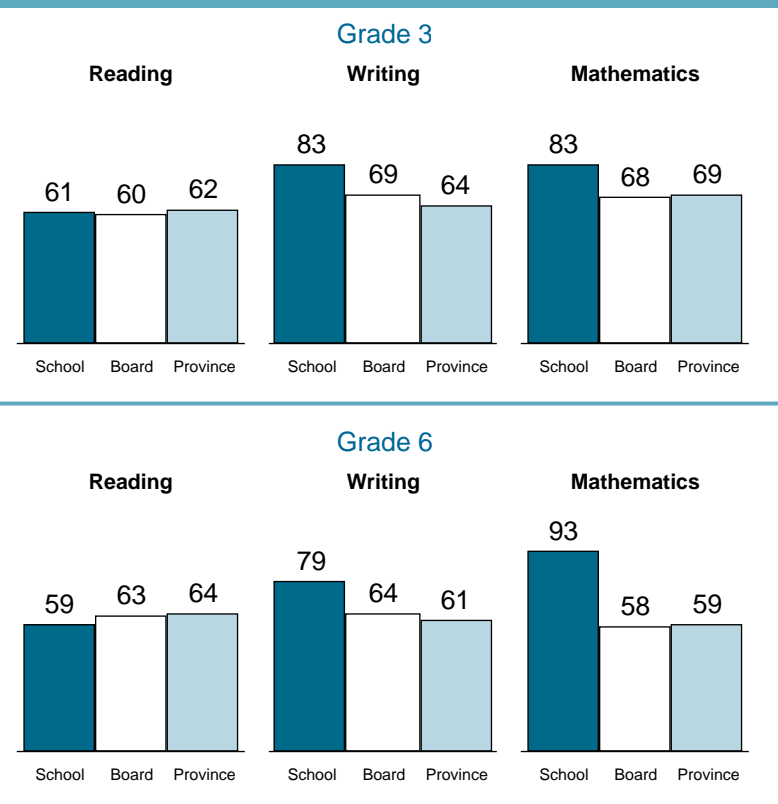 Grade 3
Reading Writing Mathematics
61 60 62 83 69 64 83 68 69
School Board Province School Board Province School Board Province
Grade 6
Reading Writing Mathematics
59 63 64 79 64 61 93 58 59
School Board Province School Board Province School Board Province